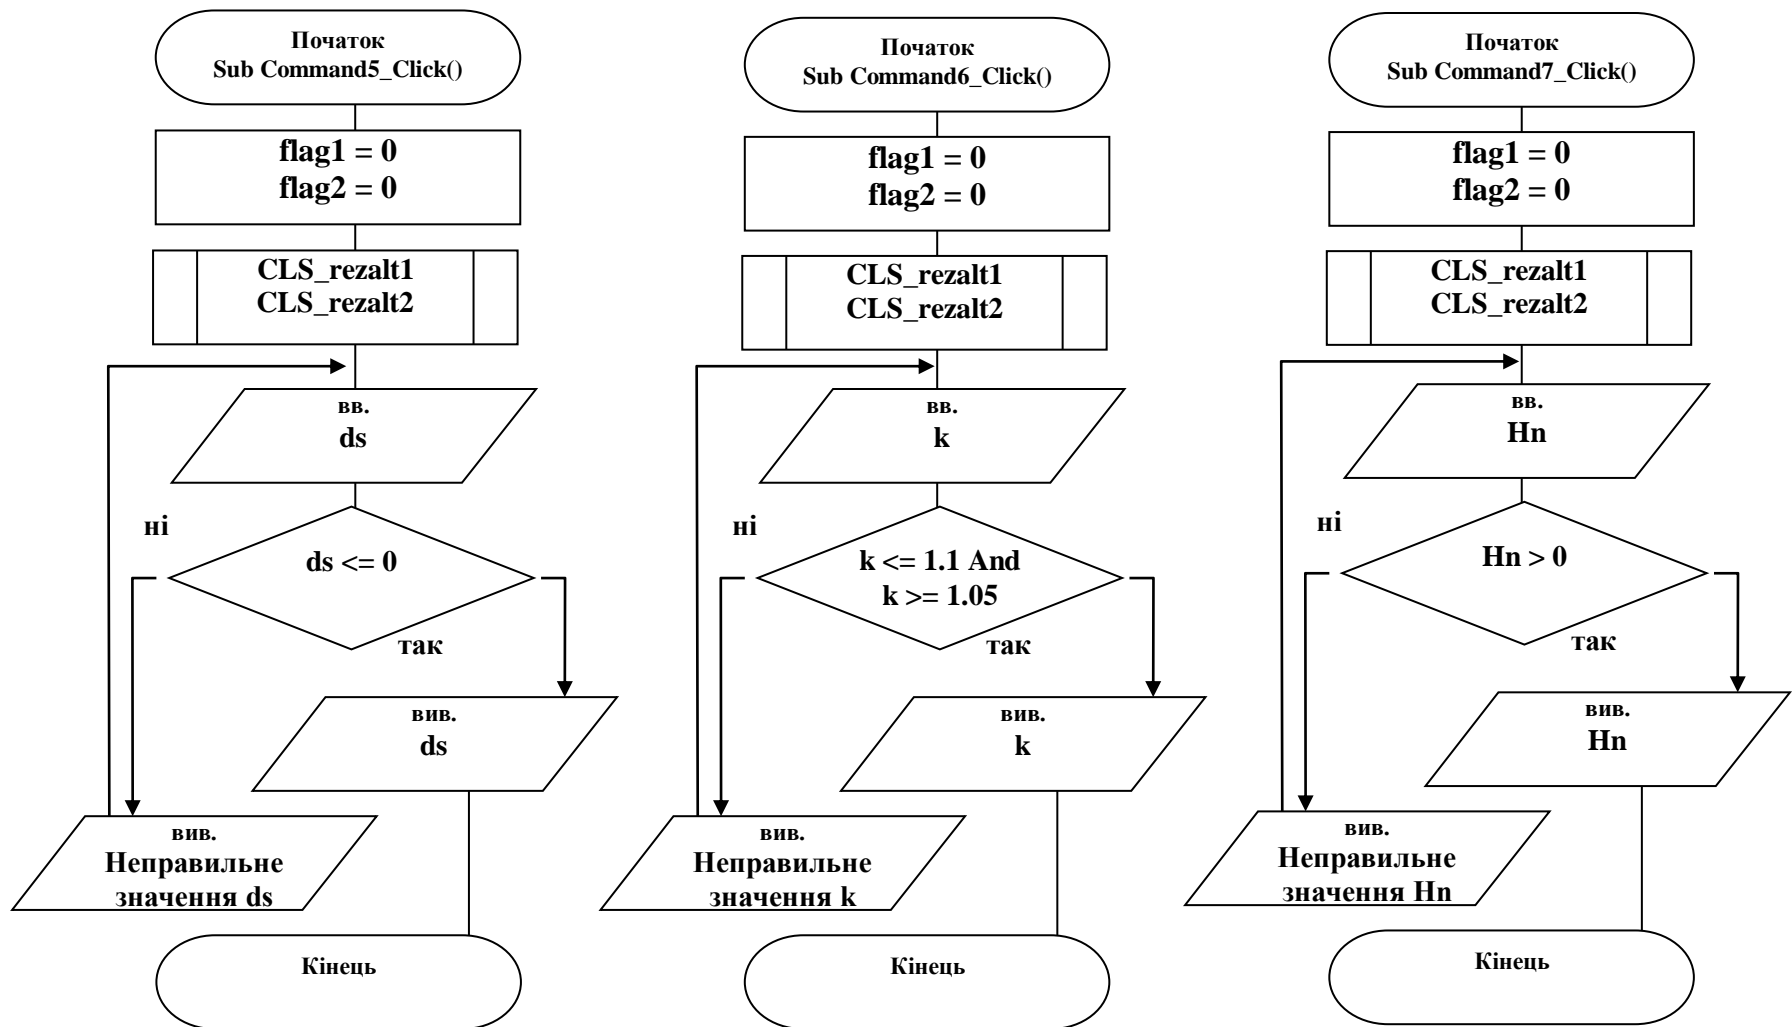 Початок
Sub Command5_Click()
flag1 = 0
flag2 = 0
CLS_rezalt1
CLS_rezalt2
вв.
ds
ні
ds <= 0
так
вив.
ds
вив.
Неправильне
значення ds
Кінець
Початок
Sub Command6_Click()
flag1 = 0
flag2 = 0
CLS_rezalt1
CLS_rezalt2
вв.
k
ні
k <= 1.1 And
k >= 1.05
так
вив.
k
вив.
Неправильне
значення k
Кінець
Початок
Sub Command7_Click()
flag1 = 0
flag2 = 0
CLS_rezalt1
CLS_rezalt2
вв.
Hn
ні
Hn > 0
так
вив.
Hn
вив.
Неправильне
значення Hn
Кінець